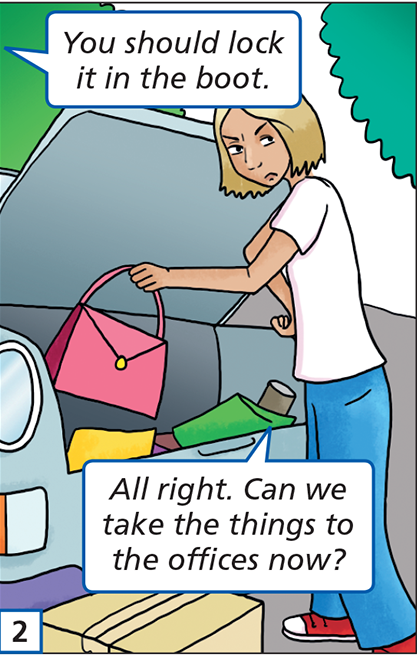 You should lock
it in the boot.
All right. Can we
take the things to
the offices now?
2